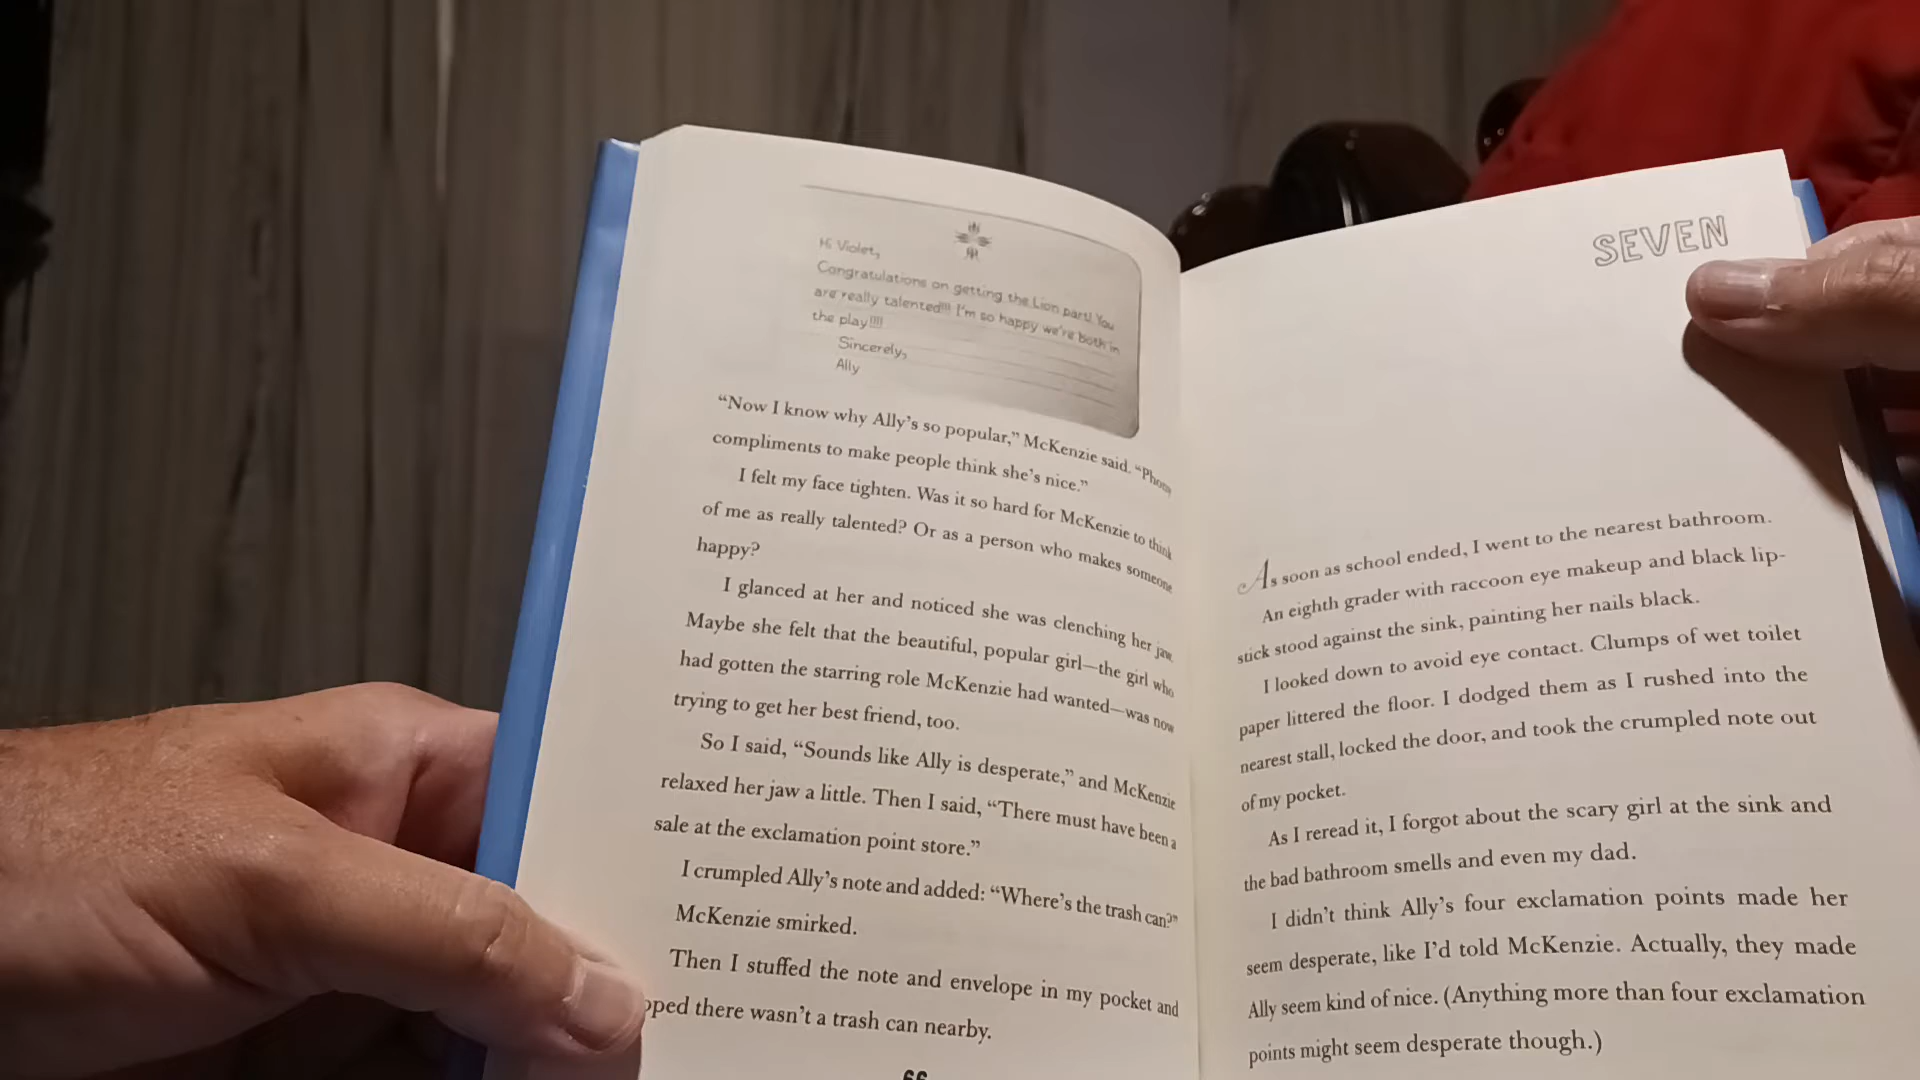 Hi Violet,
Congratulations on getting the Lion part! You
are really talented!!! I'm so happy we're both in
the play!!!!
Sincerely,
Ally
“Now I know why Ally’s so popular,” McKenzie said. “Phony
compliments to make people think she’s nice.”
I felt my face tighten. Was it so hard for McKenzie to think
of me as really talented? Or as a person who makes someone
happy?
I glanced at her and noticed she was clenching her jaw.
Maybe she felt that the beautiful, popular girl—the girl who
had gotten the starring role McKenzie had wanted—was now
trying to get her best friend, too.
So I said, “Sounds like Ally is desperate,” and McKenzie
relaxed her jaw a little. Then I said, “There must have been a
sale at the exclamation point store.”
I crumpled Ally’s note and added: “Where’s the trash can?”
McKenzie smirked.
Then I stuffed the note and envelope in my pocket and
there wasn’t a trash can nearby.
66
SEVEN
As soon as school ended, I went to the nearest bathroom.
An eighth grader with raccoon eye makeup and black lip-
stick stood against the sink, painting her nails black.
I looked down to avoid eye contact. Clumps of wet toilet
paper littered the floor. I dodged them as I rushed into the
nearest stall, locked the door, and took the crumpled note out
of my pocket.
As I reread it, I forgot about the scary girl at the sink and
the bad bathroom smells and even my dad.
I didn’t think Ally’s four exclamation points made her
seem desperate, like I’d told McKenzie. Actually, they made
Ally seem kind of nice. (Anything more than four exclamation
points might seem desperate though.)